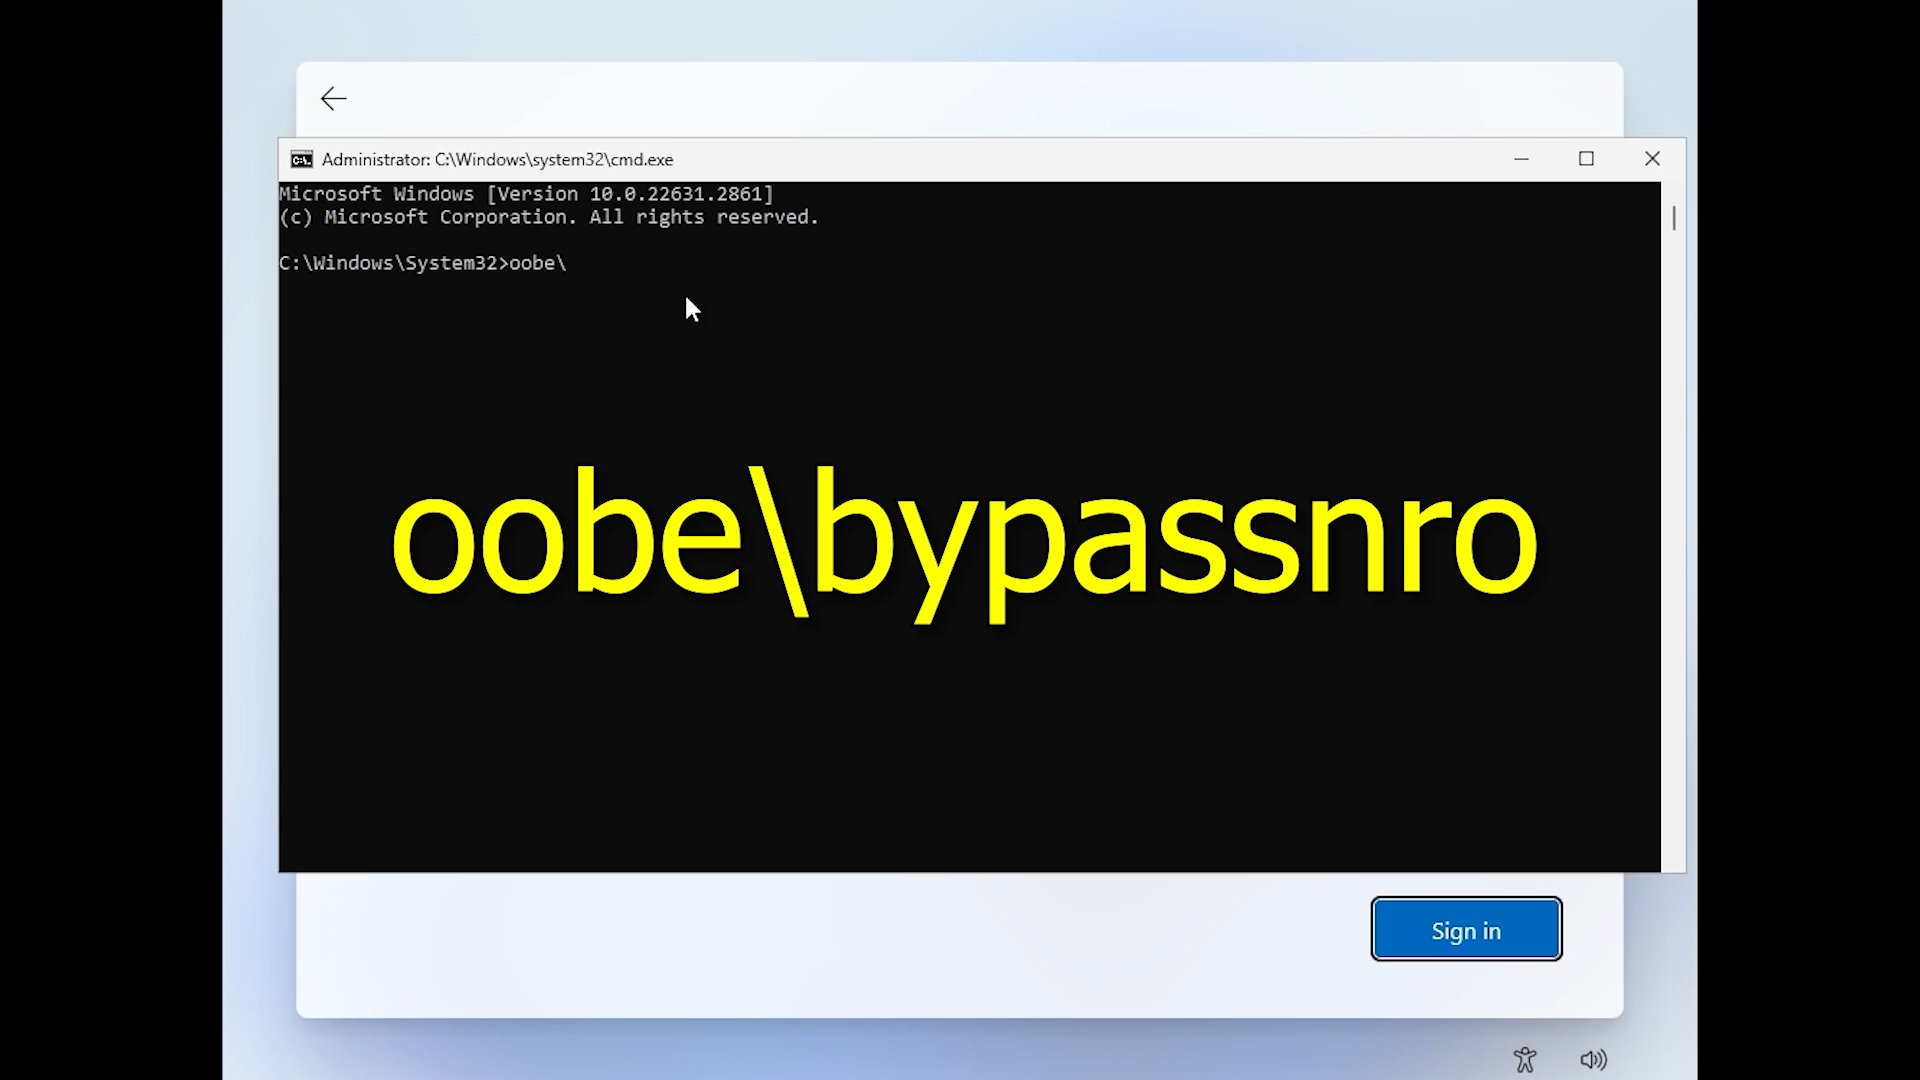 Administrator: C:\Windows\system32\cmd.exe
Microsoft Windows [Version 10.0.22631.2861]
(c) Microsoft Corporation. All rights reserved.
C:\Windows\System32>oobe\
oobe\bypassnro
Sign in